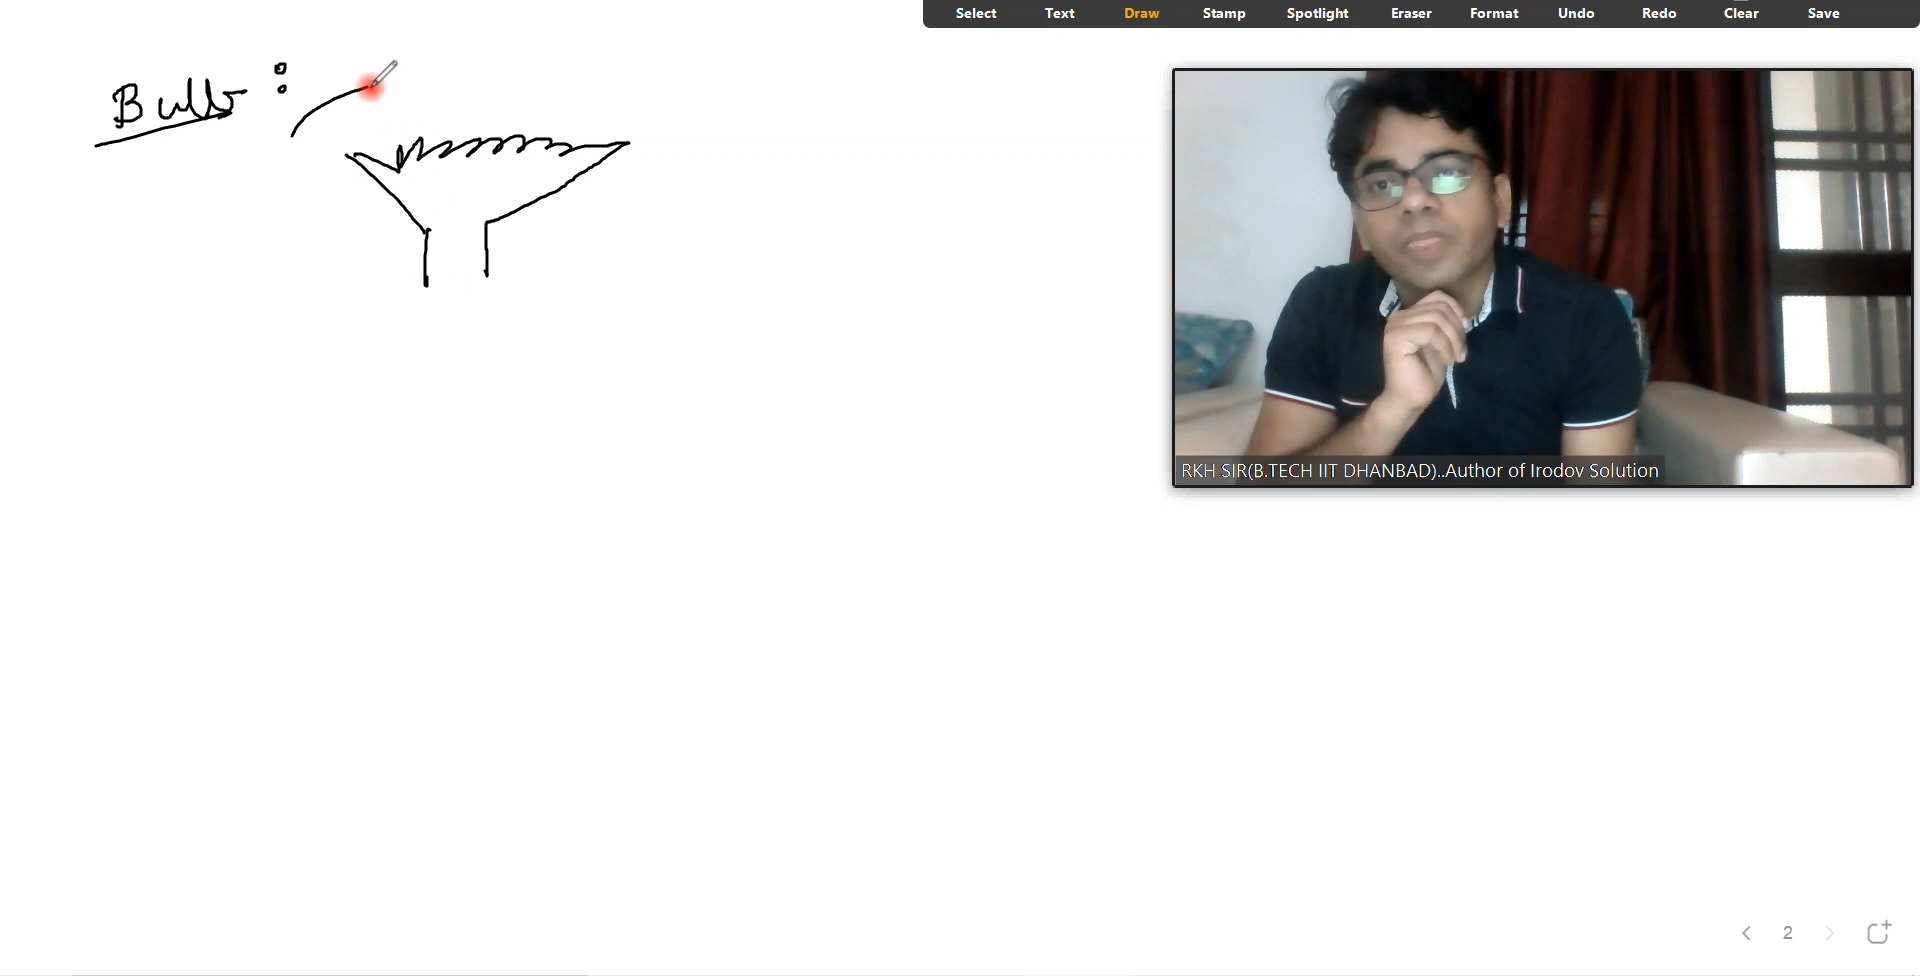 Select Text Draw Stamp Spotlight Eraser Format Undo Redo Clear Save
Bulb :
RKH SIR(B.TECH IIT DHANBAD)..Author of Irodov Solution
2